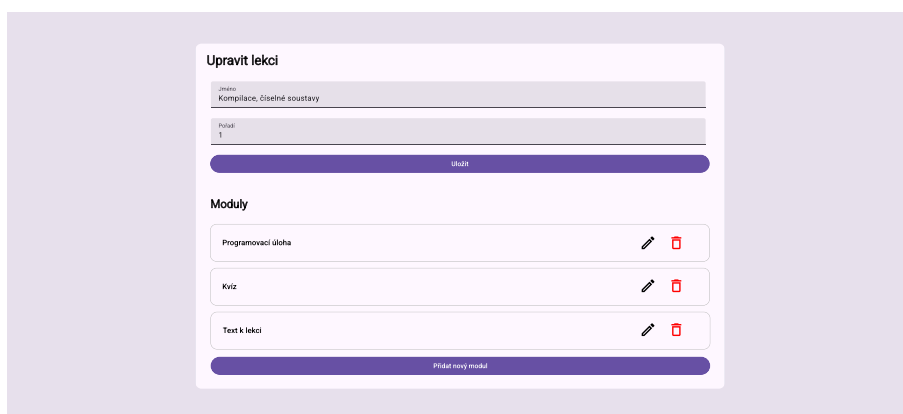 Upravit lekci
Jméno
Kompilace, číselné soustavy
Pořadí
1
Uložit
Moduly
Programovací úloha
Kvíz
Text k lekci
Přidat nový modul